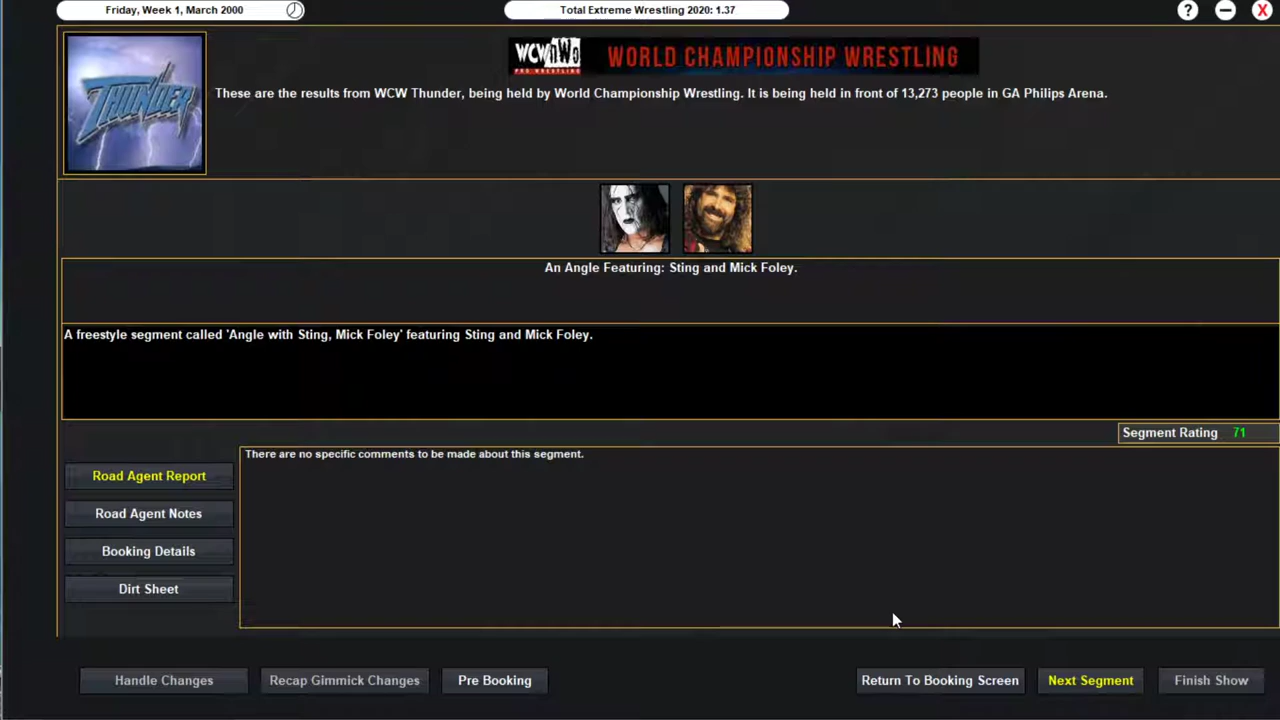 Friday, Week 1, March 2000
Total Extreme Wrestling 2020: 1.37
?
X
THUNDER
WCW nWo
PRO WRESTLING
WORLD CHAMPIONSHIP WRESTLING
These are the results from WCW Thunder, being held by World Championship Wrestling. It is being held in front of 13,273 people in GA Philips Arena.
An Angle Featuring: Sting and Mick Foley.
A freestyle segment called 'Angle with Sting, Mick Foley' featuring Sting and Mick Foley.
Segment Rating 71
There are no specific comments to be made about this segment.
Road Agent Report
Road Agent Notes
Booking Details
Dirt Sheet
Handle Changes
Recap Gimmick Changes
Pre Booking
Return To Booking Screen
Next Segment
Finish Show